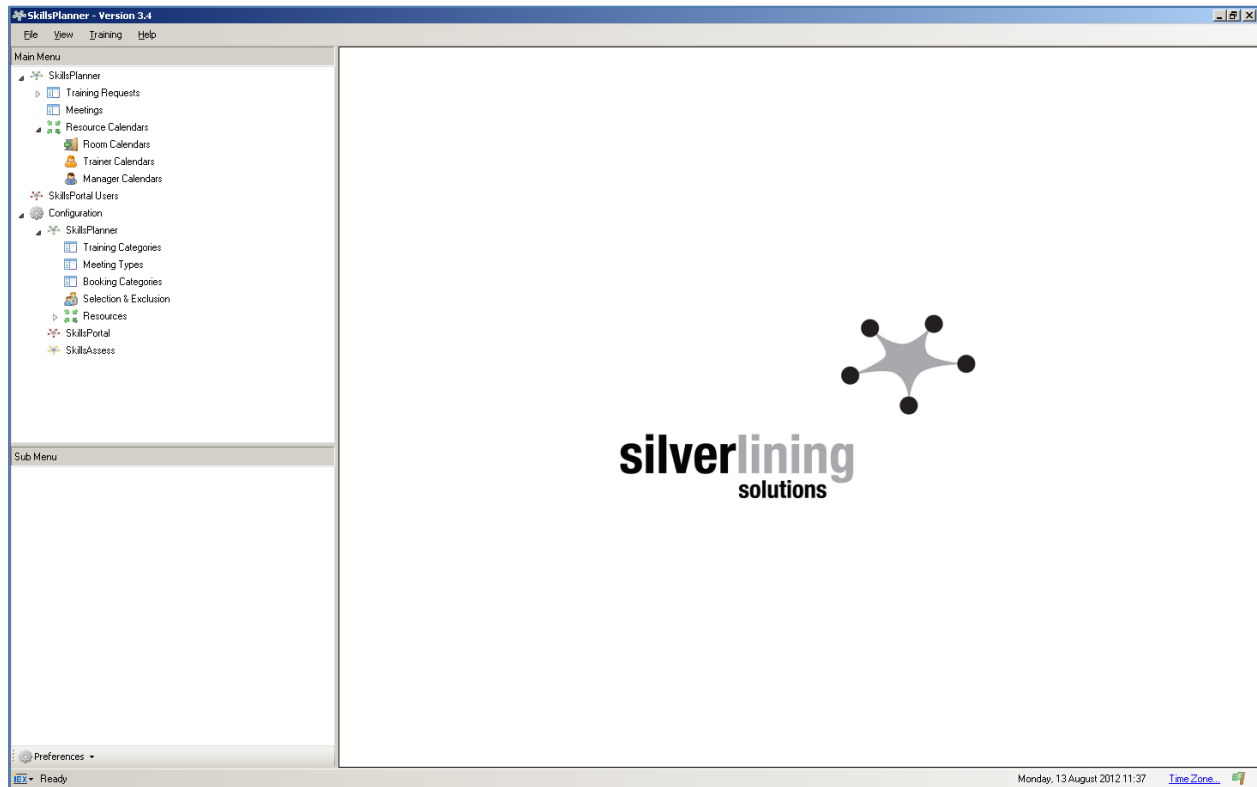 SkillsPlanner - Version 3.4
File View Training Help
Main Menu
SkillsPlanner
Training Requests
Meetings
Resource Calendars
Room Calendars
Trainer Calendars
Manager Calendars
SkillsPortal Users
Configuration
SkillsPlanner
Training Categories
Meeting Types
Booking Categories
Selection & Exclusion
Resources
SkillsPortal
SkillsAssess
silverlining
solutions
Sub Menu
Preferences
IEX Ready Monday, 13 August 2012 11:37 Time Zone...